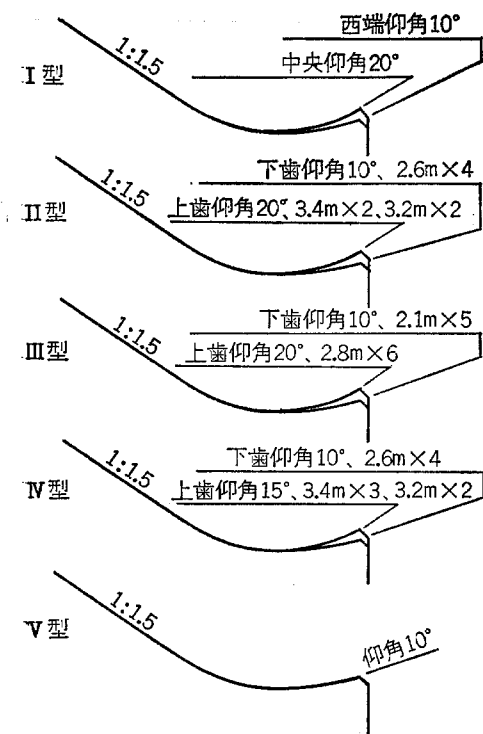 西端仰角10°
1:1.5
中央仰角20°
I型
下歯仰角10°、2.6m×4
1:1.5
上歯仰角20°、3.4m×2、3.2m×2
II型
下歯仰角10°、2.1m×5
1:1.5
上歯仰角20°、2.8m×6
III型
下歯仰角10°、2.6m×4
1:1.5
上歯仰角15°、3.4m×3、3.2m×2
IV型
1:1.5
V型
仰角10°